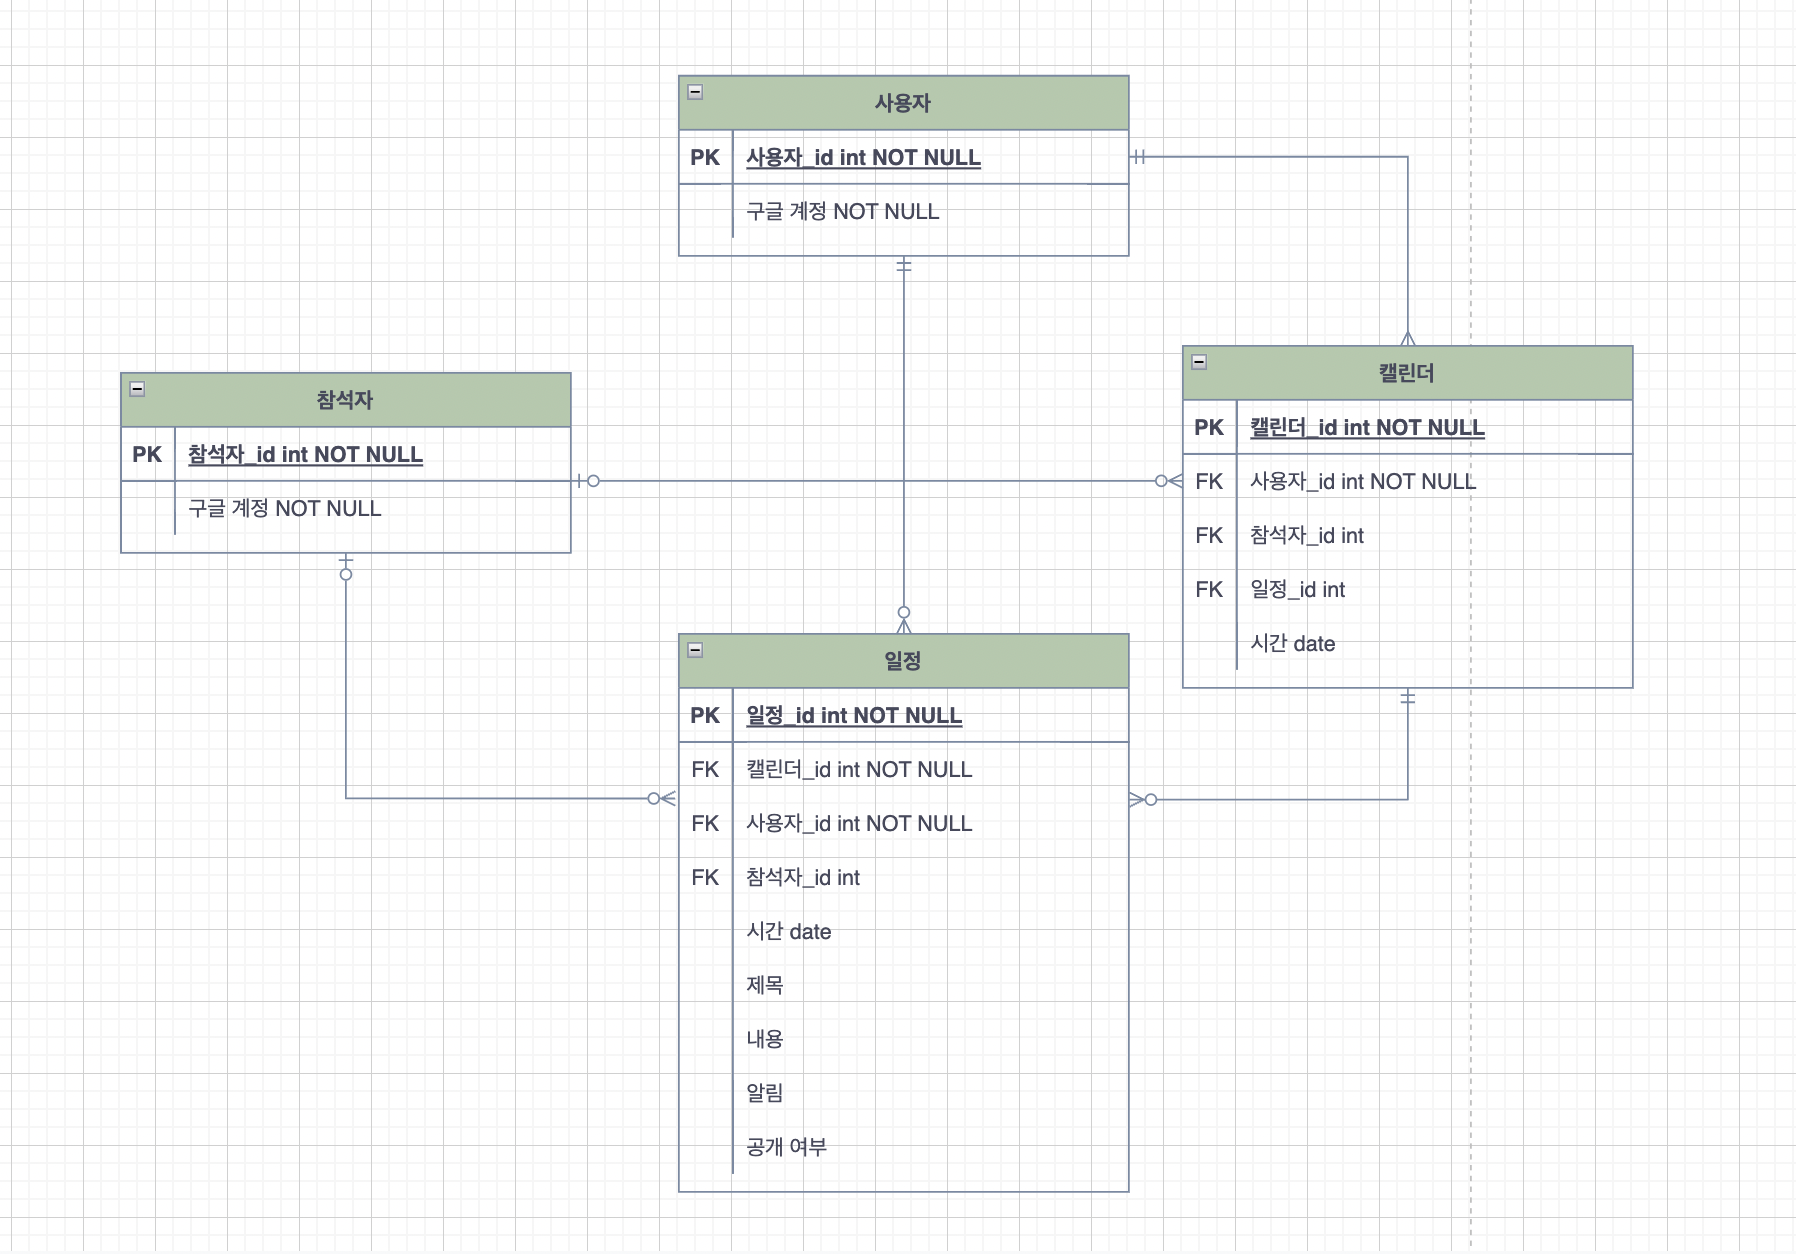 사용자
PK 사용자_id int NOT NULL
구글 계정 NOT NULL
참석자
PK 참석자_id int NOT NULL
구글 계정 NOT NULL
캘린더
PK 캘린더_id int NOT NULL
FK 사용자_id int NOT NULL
FK 참석자_id int
FK 일정_id int
시간 date
일정
PK 일정_id int NOT NULL
FK 캘린더_id int NOT NULL
FK 사용자_id int NOT NULL
FK 참석자_id int
시간 date
제목
내용
알림
공개 여부